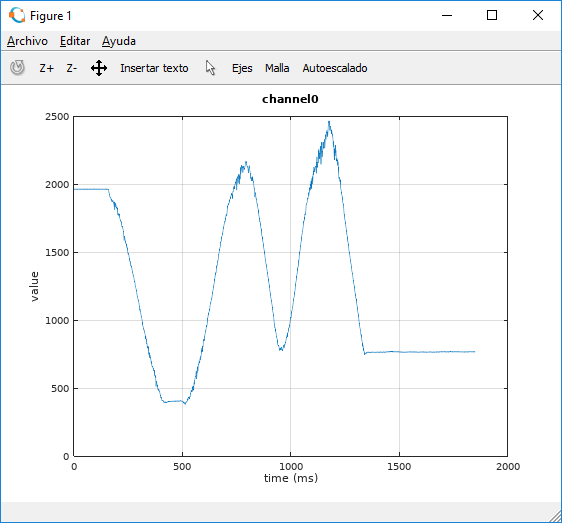 Figure 1
Archivo Editar Ayuda
Z+ Z- Insertar texto Ejes Malla Autoescalado
channel0
2500
2000
1500
1000
500
0
value
0 500 1000 1500 2000
time (ms)